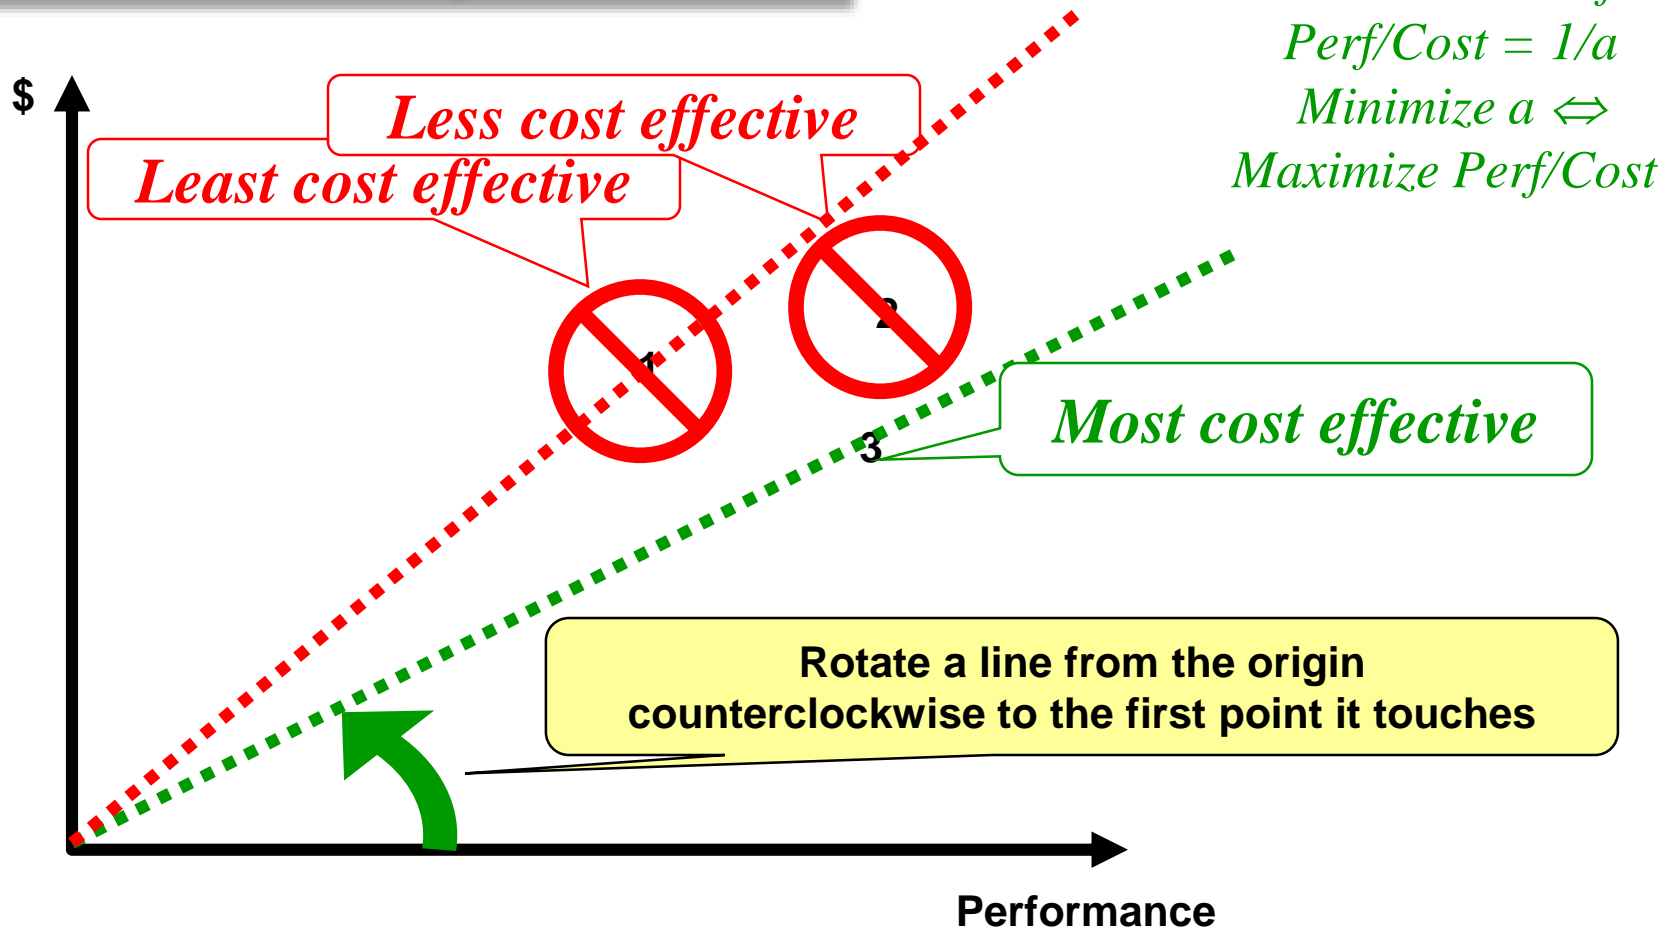 Perf/Cost = 1/a
Minimize a ⇔
Maximize Perf/Cost
$
Less cost effective
Least cost effective
2
1
Most cost effective
3
Rotate a line from the origin
counterclockwise to the first point it touches
Performance